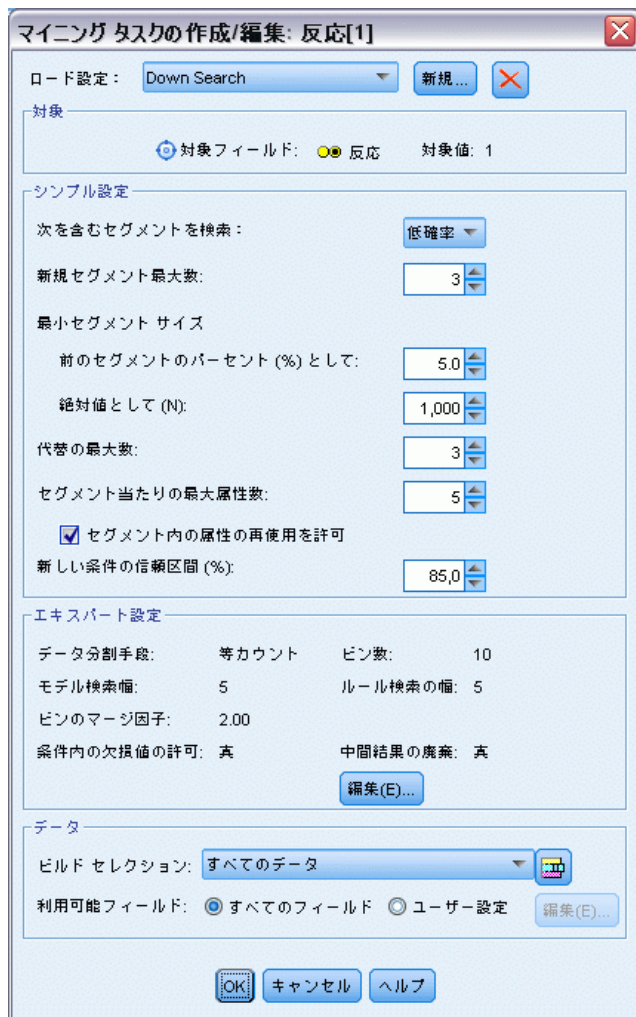 マイニング タスクの作成/編集: 反応[1]
ロード設定： Down Search 新規...
対象
対象フィールド: 反応 対象値: 1
シンプル設定
次を含むセグメントを検索： 低確率
新規セグメント最大数: 3
最小セグメント サイズ
前のセグメントのパーセント (%) として: 5.0
絶対値として (N): 1,000
代替の最大数: 3
セグメント当たりの最大属性数: 5
セグメント内の属性の再使用を許可
新しい条件の信頼区間 (%): 85,0
エキスパート設定
データ分割手段: 等カウント ビン数: 10
モデル検索幅: 5 ルール検索の幅: 5
ビンのマージ因子: 2.00
条件内の欠損値の許可: 真 中間結果の廃棄: 真
編集(E)...
データ
ビルド セレクション: すべてのデータ
利用可能フィールド: すべてのフィールド ユーザー設定 編集(E)...
OK キャンセル ヘルプ